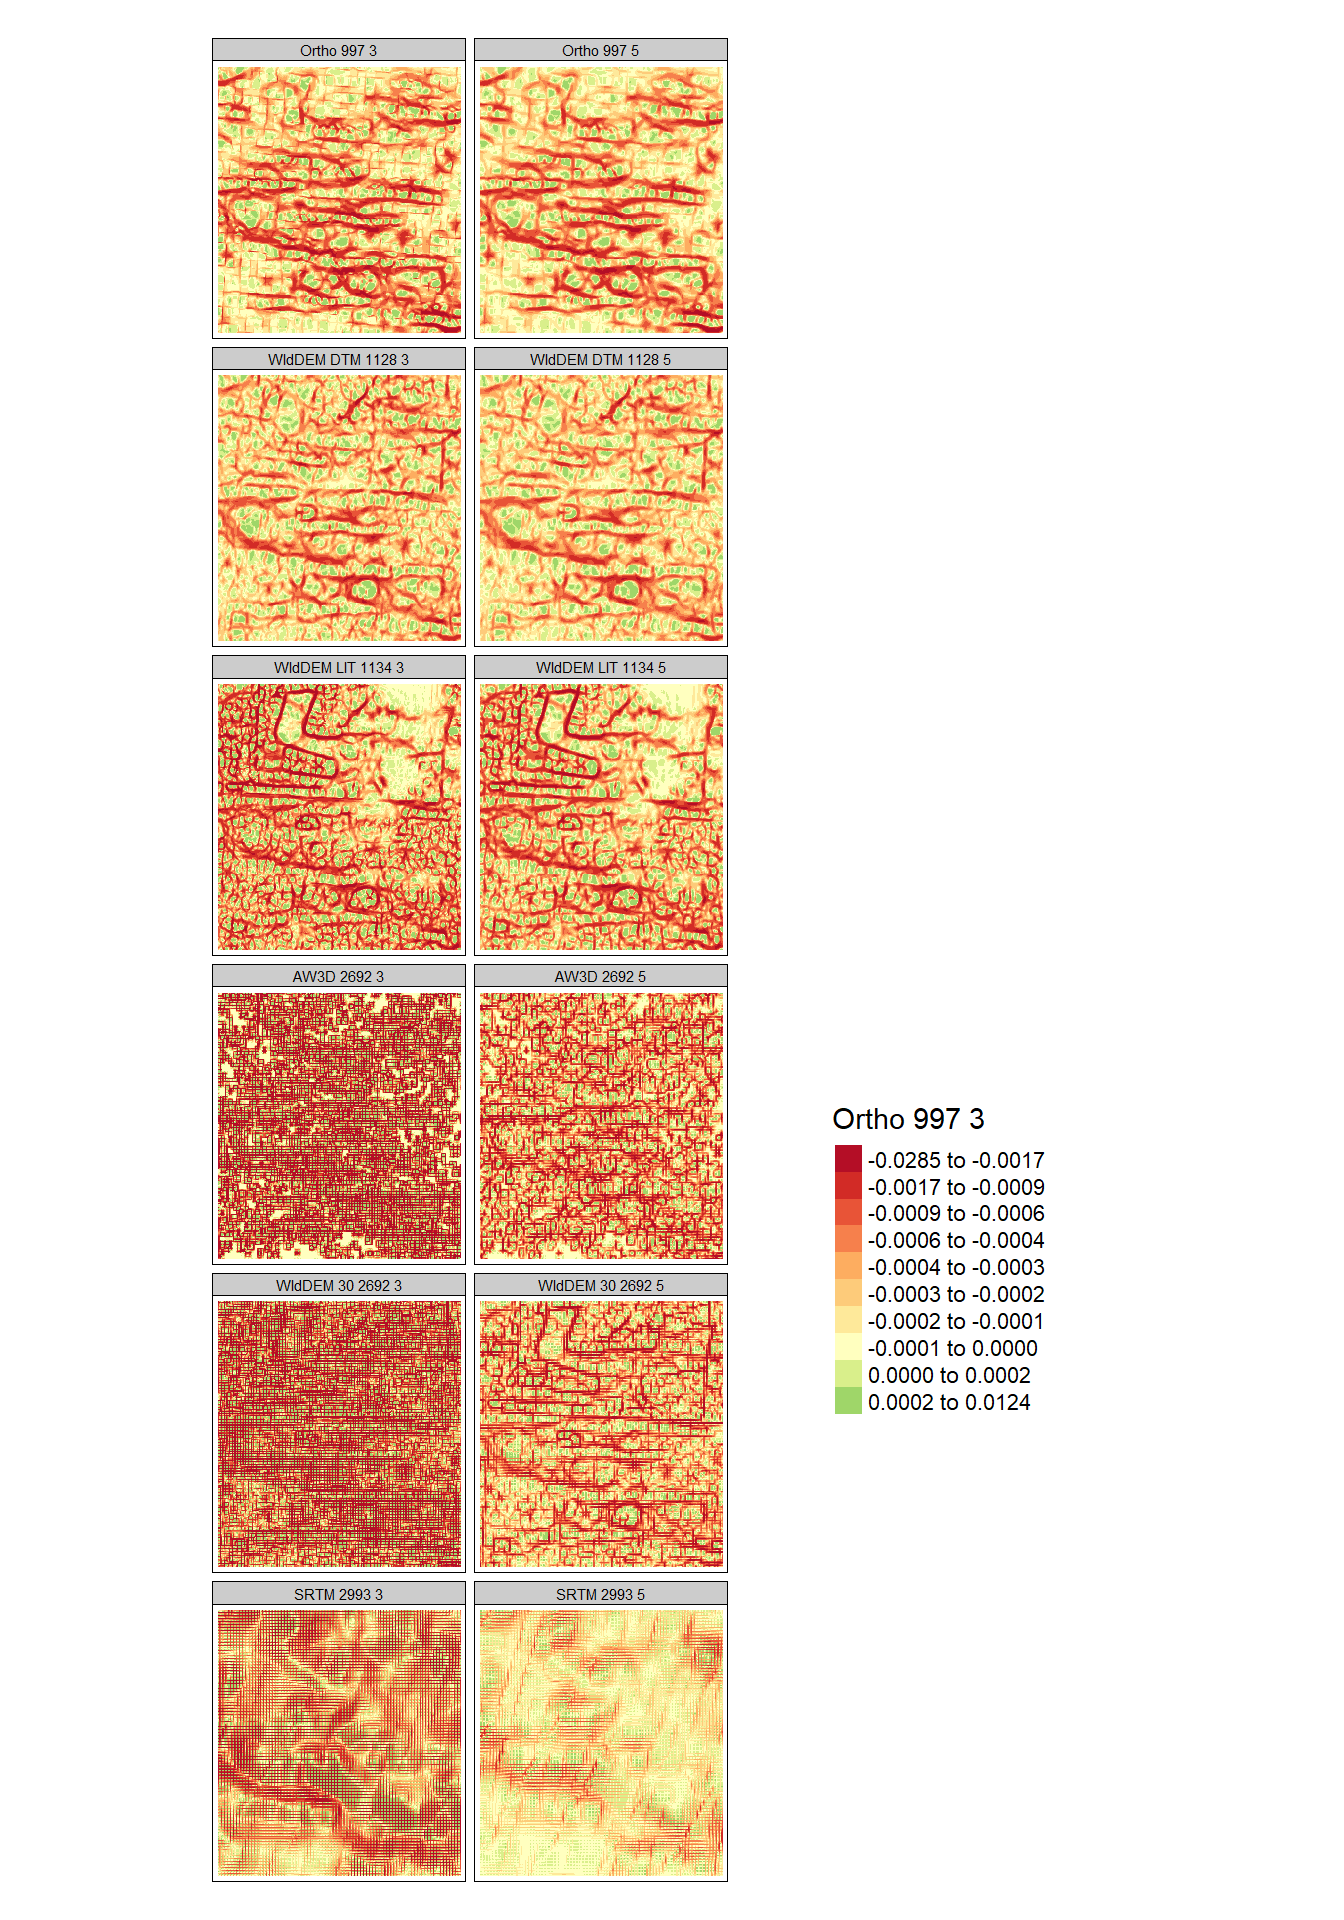 Ortho 997 3
Ortho 997 5
WldDEM DTM 1128 3
WldDEM DTM 1128 5
WldDEM LIT 1134 3
WldDEM LIT 1134 5
AW3D 2692 3
AW3D 2692 5
WldDEM 30 2692 3
WldDEM 30 2692 5
SRTM 2993 3
SRTM 2993 5
Ortho 997 3
-0.0285 to -0.0017
-0.0017 to -0.0009
-0.0009 to -0.0006
-0.0006 to -0.0004
-0.0004 to -0.0003
-0.0003 to -0.0002
-0.0002 to -0.0001
-0.0001 to 0.0000
0.0000 to 0.0002
0.0002 to 0.0124